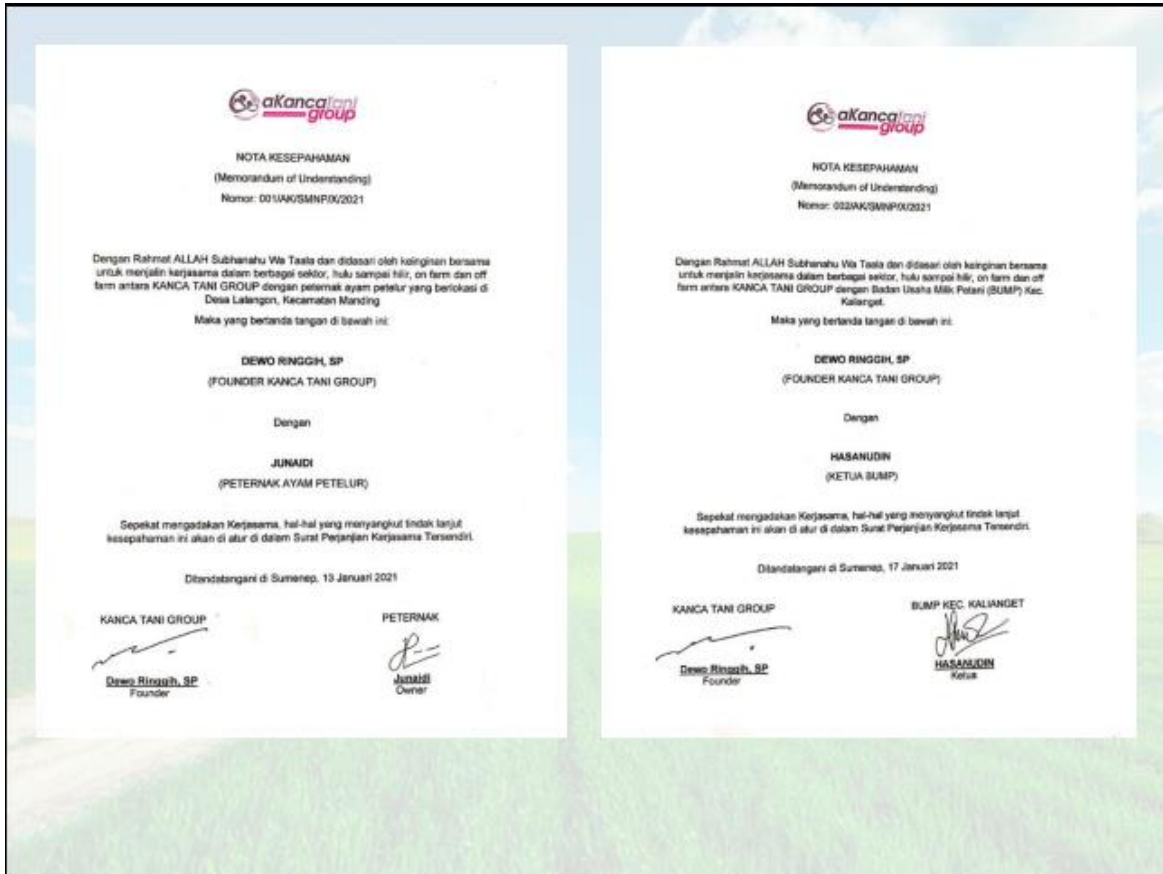 aKancatani
group
NOTA KESEPAHAMAN
(Memorandum of Understanding)
Nomor: 001/AK/SMNP/IX/2021
Dengan Rahmat ALLAH Subhanahu Wa Taala dan didasari oleh keinginan bersama
untuk menjalin kerjasama dalam berbagai sektor, hulu sampai hilir, on farm dan off
farm antara KANCA TANI GROUP dengan peternak ayam petelur yang berlokasi di
Desa Lalangon, Kecamatan Manding
Maka yang bertanda tangan di bawah ini:
DEWO RINGGIH, SP
(FOUNDER KANCA TANI GROUP)
Dengan
JUNAIDI
(PETERNAK AYAM PETELUR)
Sepekat mengadakan Kerjasama, hal-hal yang menyangkut tindak lanjut
kesepahaman ini akan di atur di dalam Surat Perjanjian Kerjasama Tersendiri.
Ditandatangani di Sumenep, 13 Januari 2021
KANCA TANI GROUP
PETERNAK
Dewo Ringgih, SP
Founder
Junaidi
Owner
aKancatani
group
NOTA KESEPAHAMAN
(Memorandum of Understanding)
Nomor: 002/AK/SMNP/IX/2021
Dengan Rahmat ALLAH Subhanahu Wa Taala dan didasari oleh keinginan bersama
untuk menjalin kerjasama dalam berbagai sektor, hulu sampai hilir, on farm dan off
farm antara KANCA TANI GROUP dengan Badan Usaha Milik Petani (BUMP) Kec.
Kalianget.
Maka yang bertanda tangan di bawah ini:
DEWO RINGGIH, SP
(FOUNDER KANCA TANI GROUP)
Dengan
HASANUDIN
(KETUA BUMP)
Sepekat mengadakan Kerjasama, hal-hal yang menyangkut tindak lanjut
kesepahaman ini akan di atur di dalam Surat Perjanjian Kerjasama Tersendiri.
Ditandatangani di Sumenep, 17 Januari 2021
KANCA TANI GROUP
BUMP KEC. KALIANGET
Dewo Ringgih, SP
Founder
HASANUDIN
Ketua